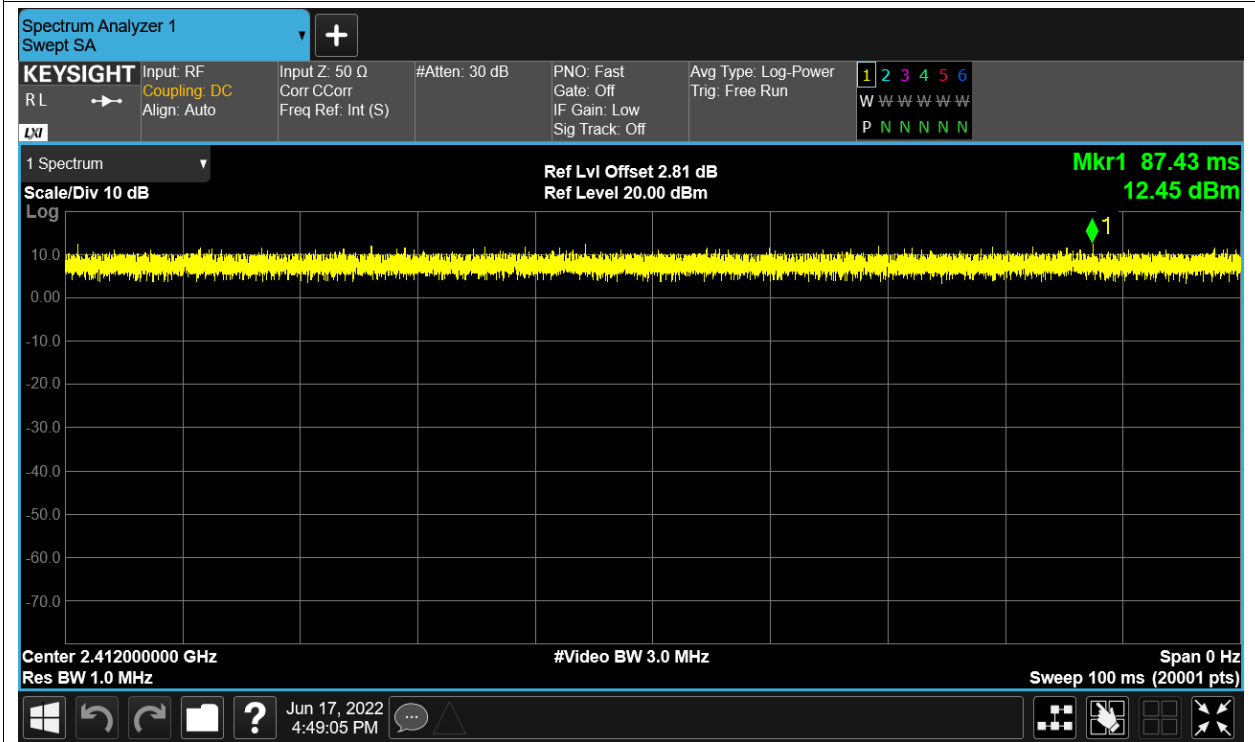 Spectrum Analyzer 1
Swept SA
KEYSIGHT
R L
LXI
Input: RF
Coupling: DC
Align: Auto
Input Z: 50 Ω
Corr CCorr
Freq Ref: Int (S)
#Atten: 30 dB
PNO: Fast
Gate: Off
IF Gain: Low
Sig Track: Off
Avg Type: Log-Power
Trig: Free Run
1 2 3 4 5 6
W W W W W W
P N N N N N
1 Spectrum
Scale/Div 10 dB
Ref Lvl Offset 2.81 dB
Ref Level 20.00 dBm
Mkr1 87.43 ms
12.45 dBm
Log
1
10.0
0.00
-10.0
-20.0
-30.0
-40.0
-50.0
-60.0
-70.0
Center 2.412000000 GHz
Res BW 1.0 MHz
#Video BW 3.0 MHz
Span 0 Hz
Sweep 100 ms (20001 pts)
?
Jun 17, 2022
4:49:05 PM